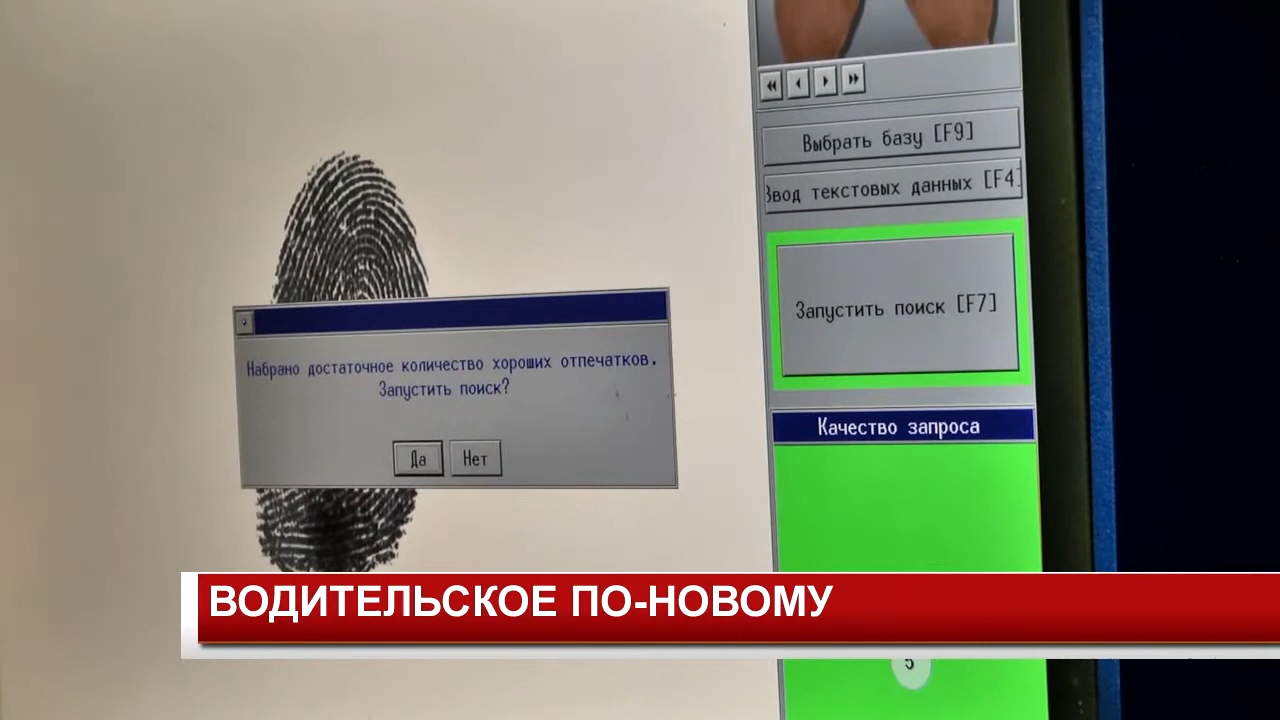 Выбрать базу [F9]
Ввод текстовых данных [F4]
Запустить поиск [F7]
Набрано достаточное количество хороших отпечатков.
Запустить поиск?
Да
Нет
Качество запроса
ВОДИТЕЛЬСКОЕ ПО-НОВОМУ
5